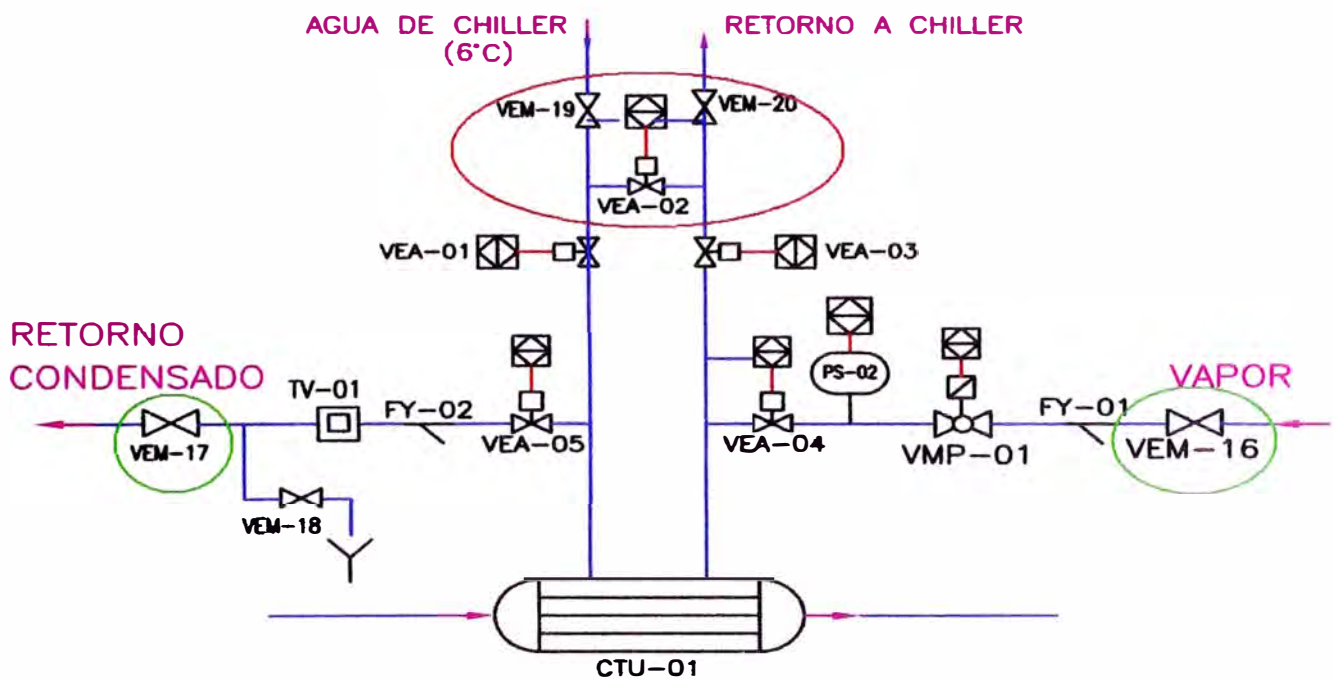 AGUA DE CHILLER
(6°C)
RETORNO A CHILLER
VEM-19
VEM-20
VEA-02
VEA-01
VEA-03
RETORNO
CONDENSADO
TV-01
FY-02
PS-02
FY-01
VAPOR
VEM-17
VEA-05
VEA-04
VMP-01
VEM-16
VEM-18
CTU-01